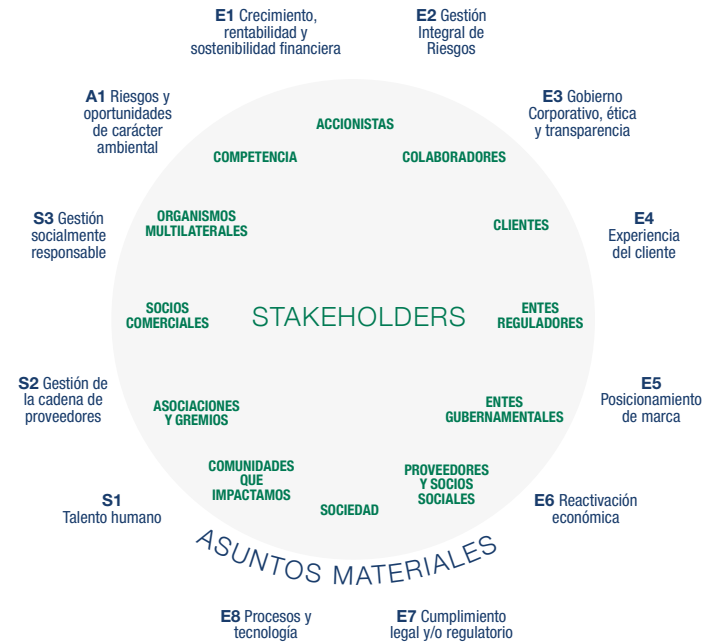 E1 Crecimiento,
rentabilidad y
sostenibilidad financiera
E2 Gestión
Integral de
Riesgos
A1 Riesgos y
oportunidades
de carácter
ambiental
E3 Gobierno
Corporativo, ética
y transparencia
ACCIONISTAS
COMPETENCIA
COLABORADORES
S3 Gestión
socialmente
responsable
ORGANISMOS
MULTILATERALES
CLIENTES
E4
Experiencia
del cliente
SOCIOS
COMERCIALES
STAKEHOLDERS
ENTES
REGULADORES
S2 Gestión de
la cadena de
proveedores
ASOCIACIONES
Y GREMIOS
ENTES
GUBERNAMENTALES
E5
Posicionamiento
de marca
COMUNIDADES
QUE
IMPACTAMOS
PROVEEDORES
Y SOCIOS
SOCIALES
SOCIEDAD
S1
Talento humano
E6 Reactivación
económica
ASUNTOS MATERIALES
E8 Procesos y
tecnología
E7 Cumplimiento
legal y/o regulatorio